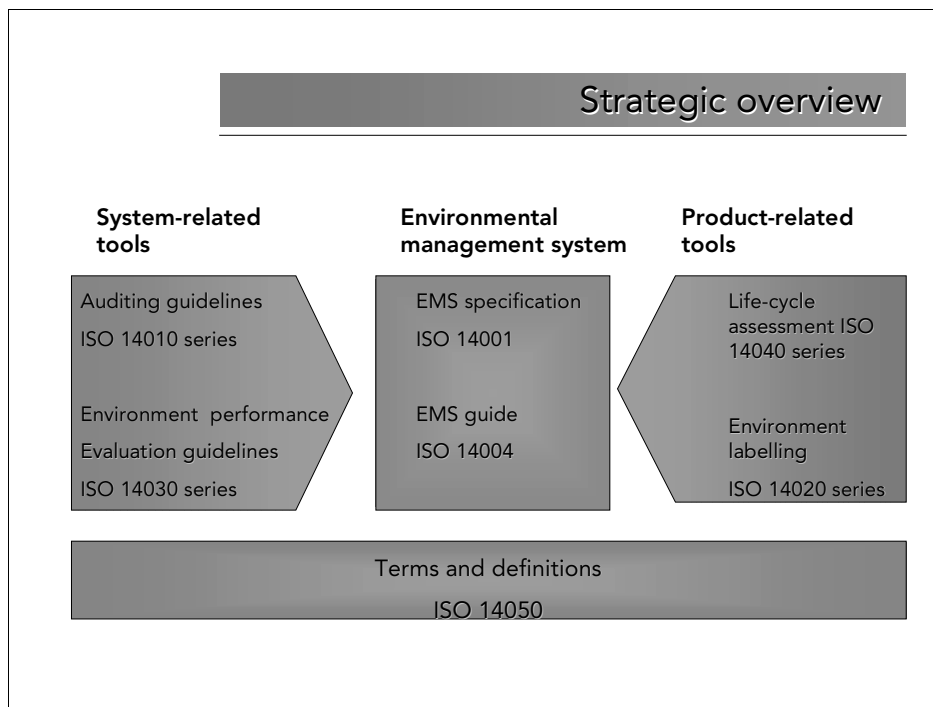 Strategic overview
System-related
tools
Auditing guidelines
ISO 14010 series
Environment performance
Evaluation guidelines
ISO 14030 series
Environmental
management system
EMS specification
ISO 14001
EMS guide
ISO 14004
Product-related
tools
Life-cycle
assessment ISO
14040 series
Environment
labelling
ISO 14020 series
Terms and definitions
ISO 14050